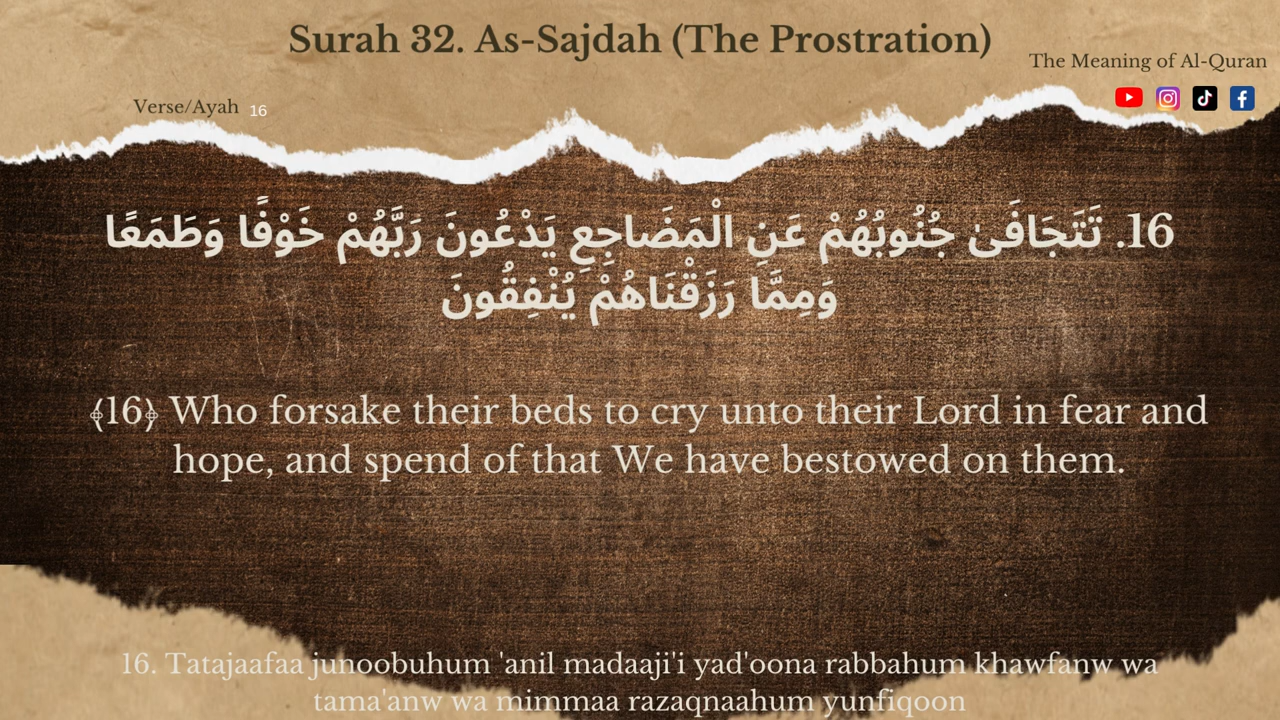 Surah 32. As-Sajdah (The Prostration)
The Meaning of Al-Quran
Verse/Ayah 16
16. تَتَجَافَىٰ جُنُوبُهُمْ عَنِ الْمَضَاجِعِ يَدْعُونَ رَبَّهُمْ خَوْفًا وَطَمَعًا
وَمِمَّا رَزَقْنَاهُمْ يُنْفِقُونَ
﴾16﴿ Who forsake their beds to cry unto their Lord in fear and
hope, and spend of that We have bestowed on them.
16. Tatajaafaa junoobuhum 'anil madaaji'i yad'oona rabbahum khawfanw wa
tama'anw wa mimmaa razaqnaahum yunfiqoon